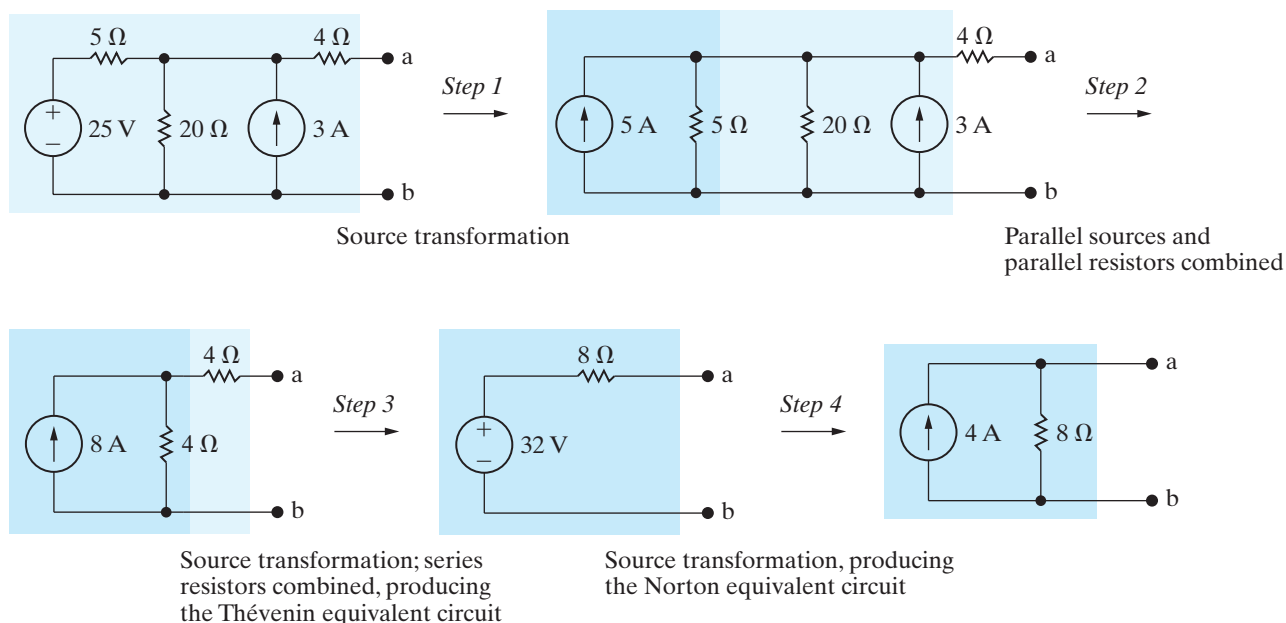 5 Ω 4 Ω
a
25 V 20 Ω 3 A
b
Step 1
Source transformation
4 Ω
a
5 A 5 Ω 20 Ω 3 A
b
Step 2
Parallel sources and
parallel resistors combined
4 Ω
a
8 A 4 Ω
b
Step 3
Source transformation; series
resistors combined, producing
the Thévenin equivalent circuit
8 Ω
a
+
32 V
−
b
Step 4
Source transformation, producing
the Norton equivalent circuit
a
4 A 8 Ω
b